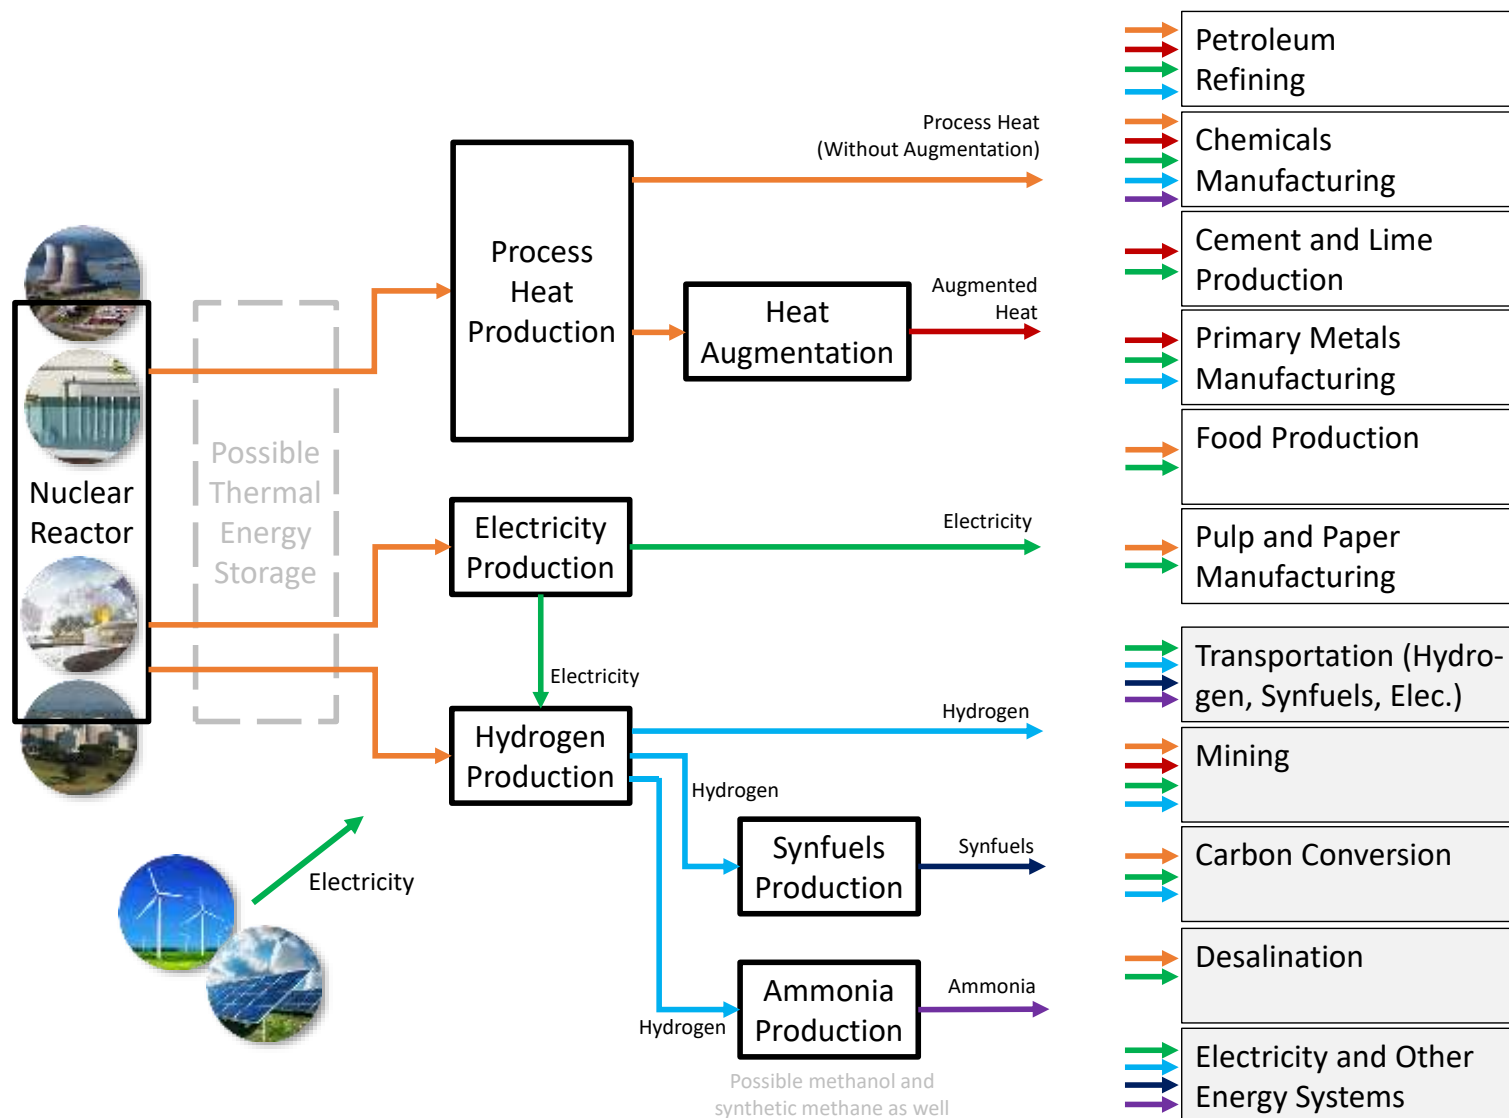 Nuclear
Reactor
Possible
Thermal
Energy
Storage
Process
Heat
Production
Process Heat
(Without Augmentation)
Heat
Augmentation
Augmented
Heat
Electricity
Production
Electricity
Electricity
Hydrogen
Production
Hydrogen
Hydrogen
Synfuels
Production
Synfuels
Electricity
Hydrogen
Ammonia
Production
Ammonia
Possible methanol and
synthetic methane as well
Petroleum
Refining
Chemicals
Manufacturing
Cement and Lime
Production
Primary Metals
Manufacturing
Food Production
Pulp and Paper
Manufacturing
Transportation (Hydro-
gen, Synfuels, Elec.)
Mining
Carbon Conversion
Desalination
Electricity and Other
Energy Systems